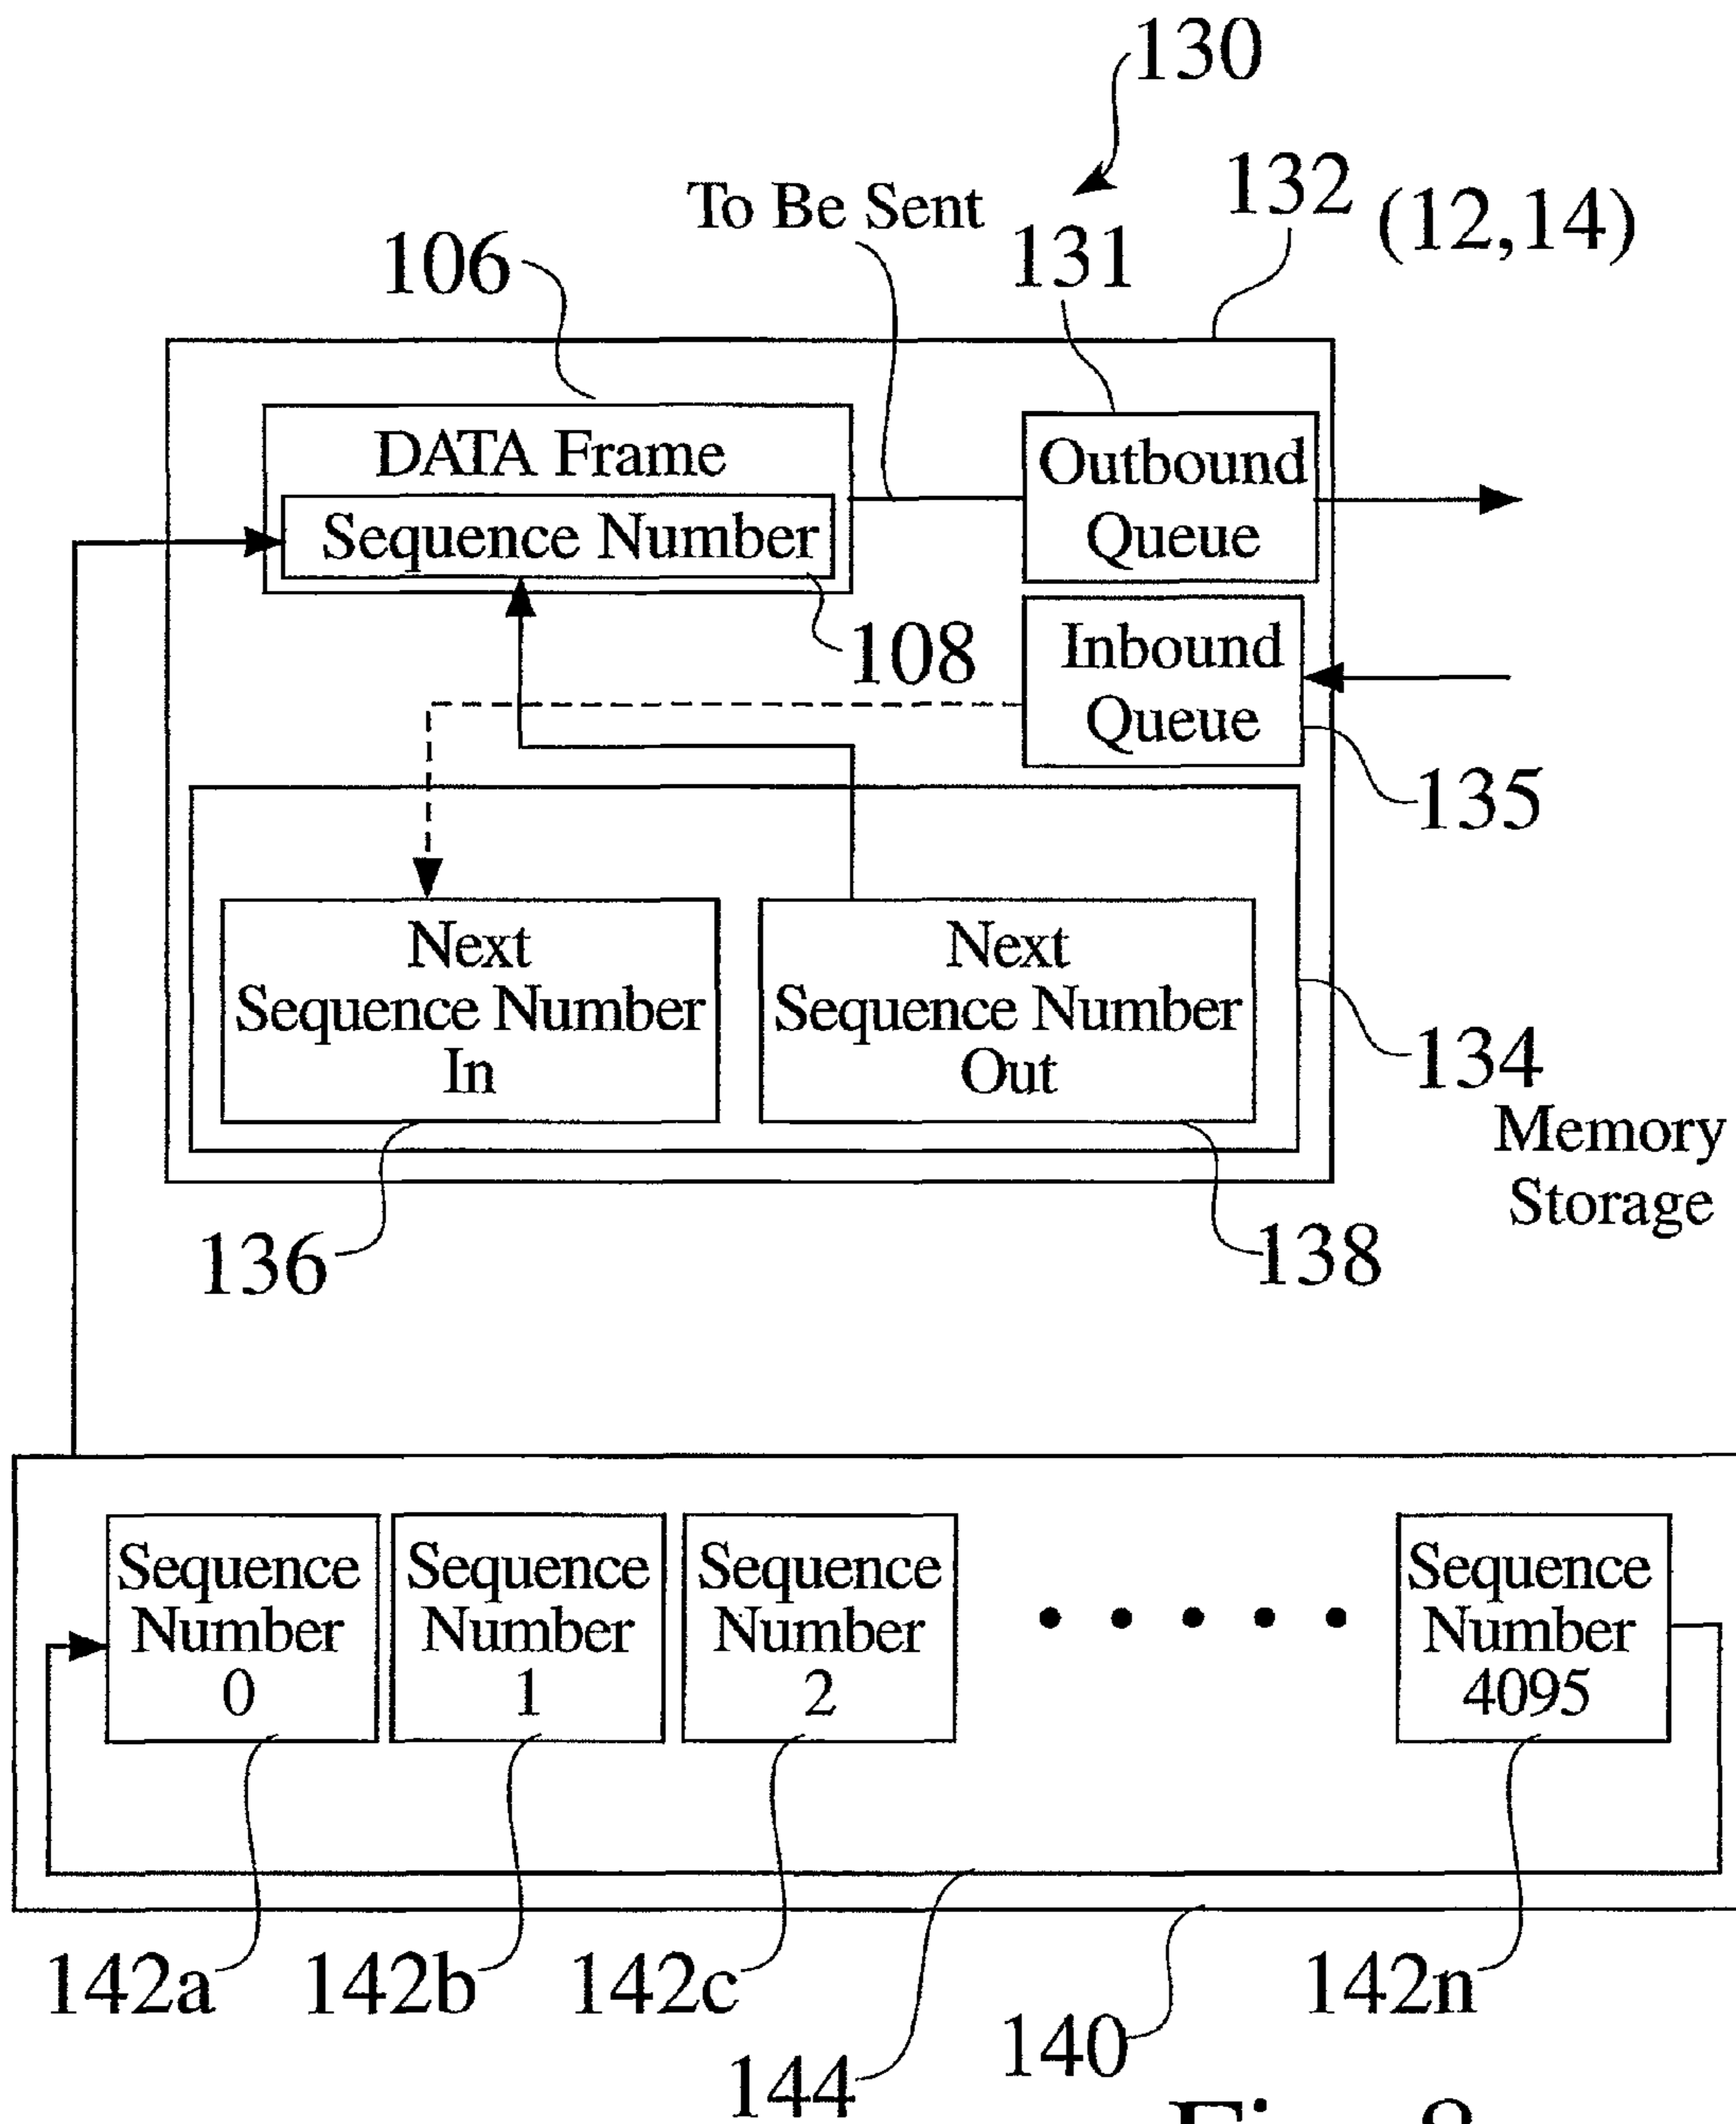 130
To Be Sent
132 (12,14)
106
131
DATA Frame
Sequence Number
Outbound
Queue
108
Inbound
Queue
135
Next
Sequence Number
In
Next
Sequence Number
Out
134
Memory
Storage
136
138
Sequence
Number
0
Sequence
Number
1
Sequence
Number
2
Sequence
Number
4095
142a
142b
142c
142n
144
140
Fig. 8